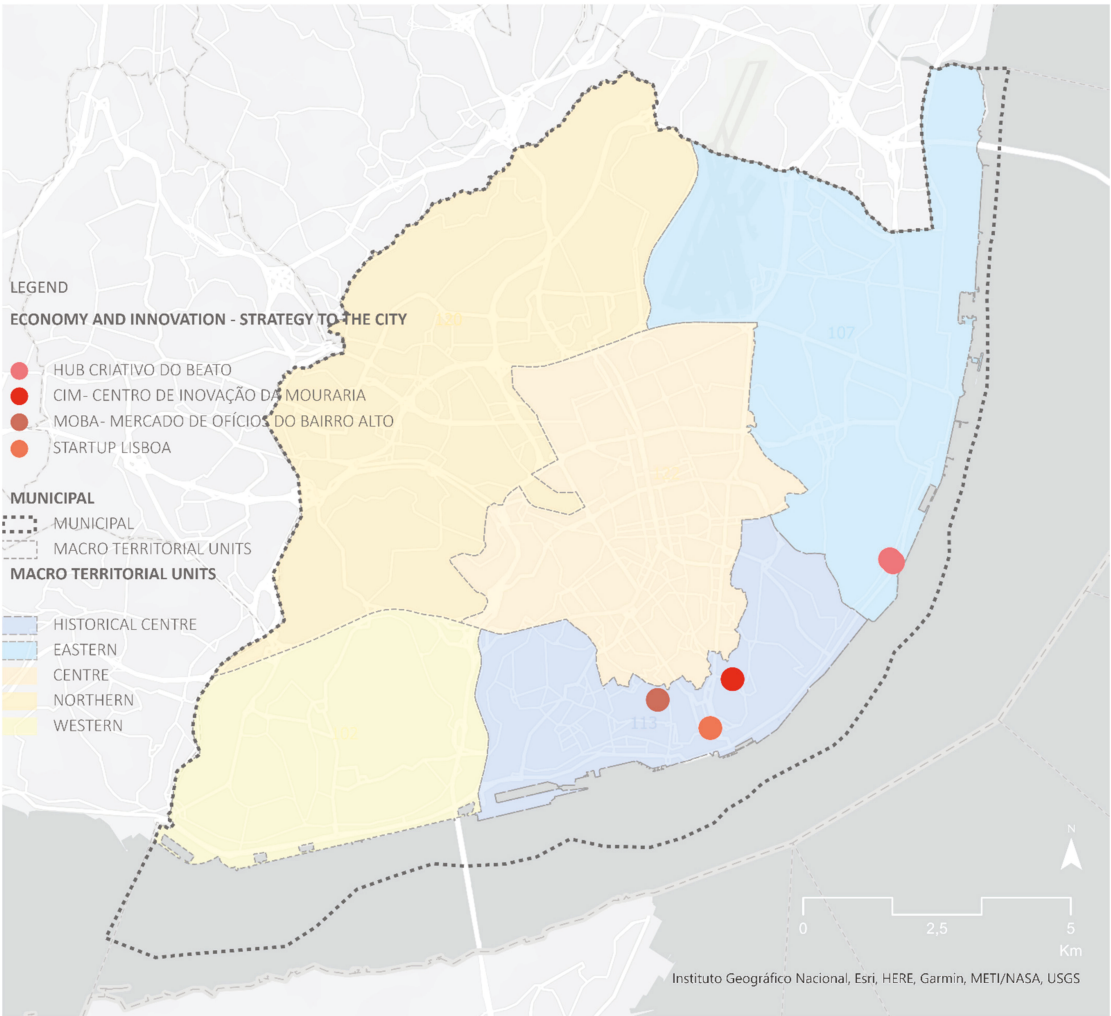 LEGEND
ECONOMY AND INNOVATION - STRATEGY TO THE CITY
HUB CRIATIVO DO BEATO
CIM- CENTRO DE INOVAÇÃO DA MOURARIA
MOBA- MERCADO DE OFÍCIOS DO BAIRRO ALTO
STARTUP LISBOA
MUNICIPAL
MUNICIPAL
MACRO TERRITORIAL UNITS
MACRO TERRITORIAL UNITS
HISTORICAL CENTRE
EASTERN
CENTRE
NORTHERN
WESTERN
107
113
N
0 2,5 5
Km
Instituto Geográfico Nacional, Esri, HERE, Garmin, METI/NASA, USGS